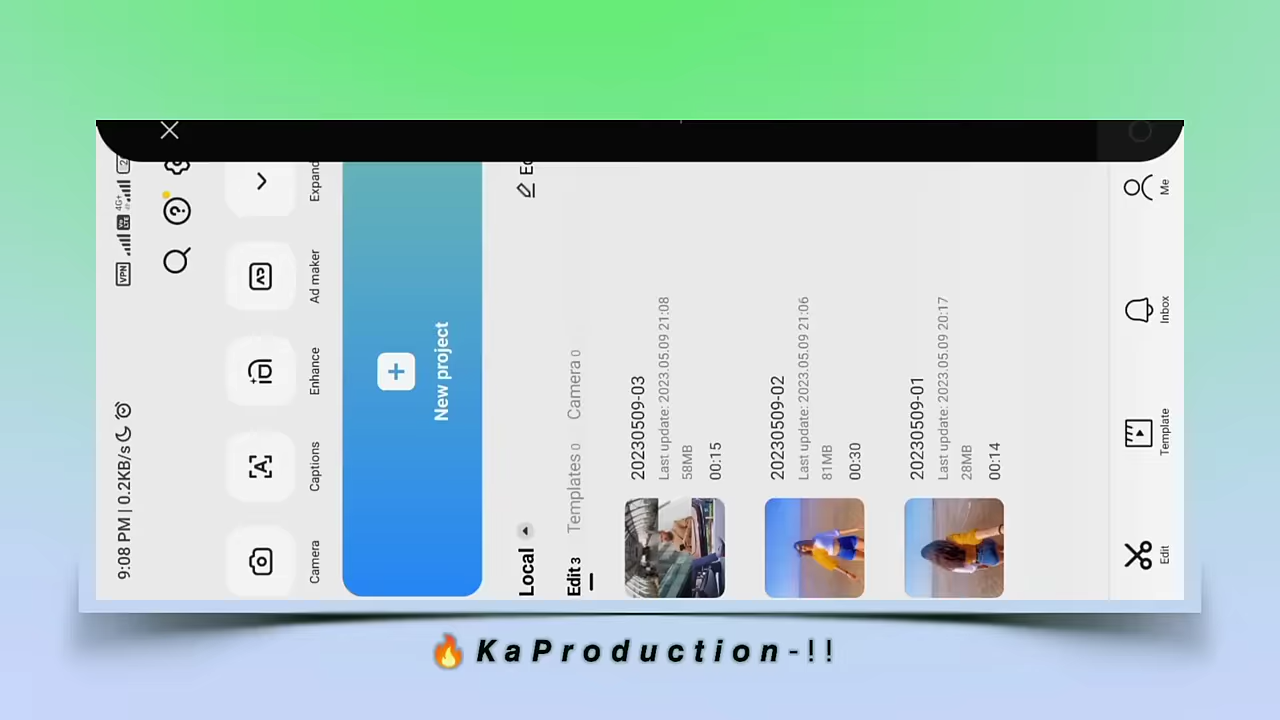 9:08 PM | 0.2KB/s
VPN
4G+
Camera
Captions
Enhance
Ad maker
Expand
New project
Local
Edit 3
Templates 0
Camera 0
20230509-03
Last update: 2023.05.09 21:08
58MB
00:15
20230509-02
Last update: 2023.05.09 21:06
81MB
00:30
20230509-01
Last update: 2023.05.09 20:17
28MB
00:14
Edit
Template
Inbox
Me
🔥KaProduction-!!